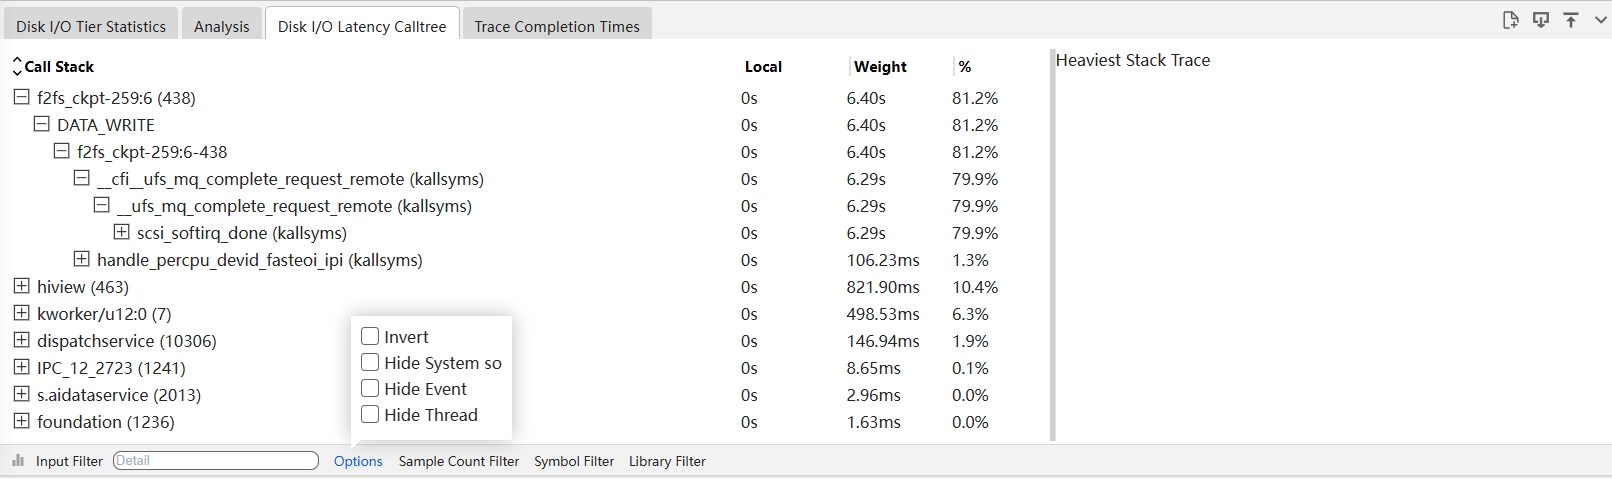 Disk I/O Tier Statistics Analysis Disk I/O Latency Calltree Trace Completion Times
Call Stack Local Weight %
f2fs_ckpt-259:6 (438) 0s 6.40s 81.2%
DATA_WRITE 0s 6.40s 81.2%
f2fs_ckpt-259:6-438 0s 6.40s 81.2%
__cfi__ufs_mq_complete_request_remote (kallsyms) 0s 6.29s 79.9%
__ufs_mq_complete_request_remote (kallsyms) 0s 6.29s 79.9%
scsi_softirq_done (kallsyms) 0s 6.29s 79.9%
handle_percpu_devid_fasteoi_ipi (kallsyms) 0s 106.23ms 1.3%
hiview (463) 0s 821.90ms 10.4%
kworker/u12:0 (7) 0s 498.53ms 6.3%
dispatchservice (10306) 0s 146.94ms 1.9%
IPC_12_2723 (1241) 0s 8.65ms 0.1%
s.aidataservice (2013) 0s 2.96ms 0.0%
foundation (1236) 0s 1.63ms 0.0%
Heaviest Stack Trace
Invert
Hide System so
Hide Event
Hide Thread
Input Filter Detail Options Sample Count Filter Symbol Filter Library Filter